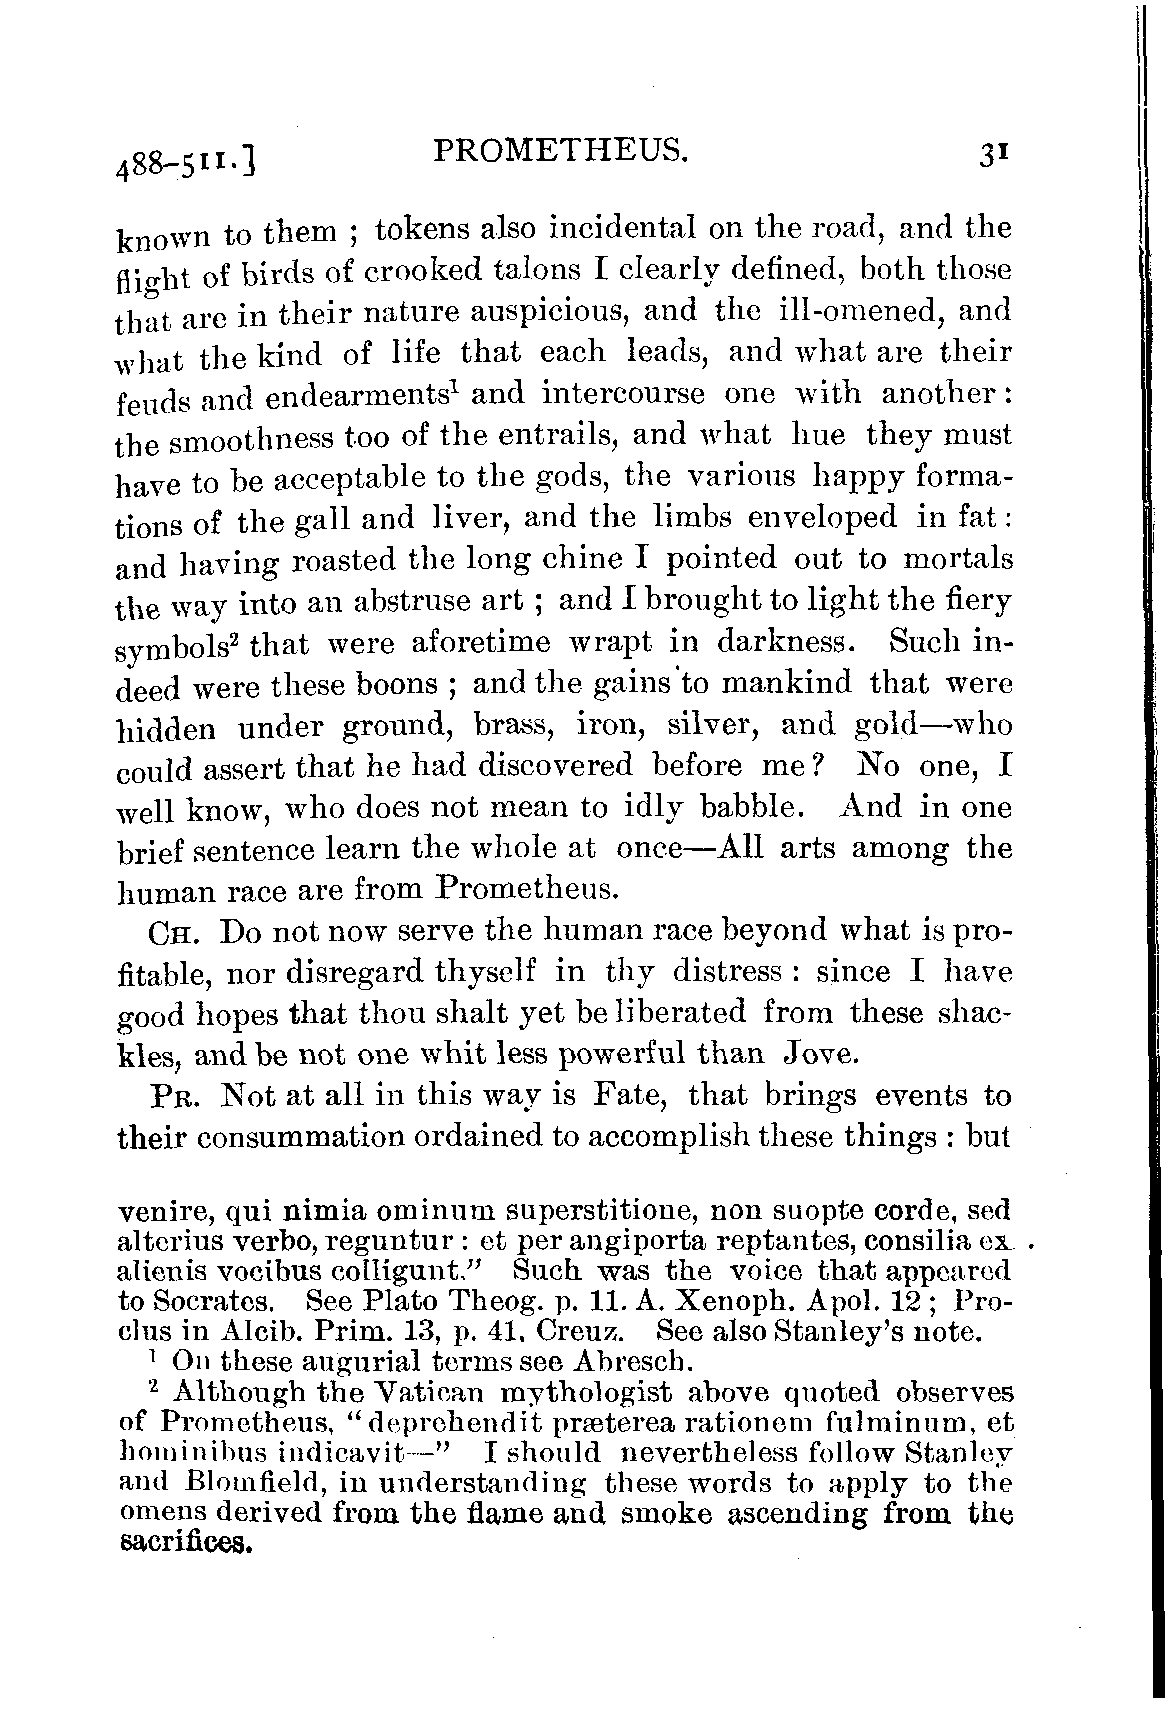 488–511.] PROMETHEUS. 31
known to them ; tokens also incidental on the road, and the
flight of birds of crooked talons I clearly defined, both those
that are in their nature auspicious, and the ill-omened, and
what the kind of life that each leads, and what are their
feuds and endearments¹ and intercourse one with another :
the smoothness too of the entrails, and what hue they must
have to be acceptable to the gods, the various happy forma-
tions of the gall and liver, and the limbs enveloped in fat :
and having roasted the long chine I pointed out to mortals
the way into an abstruse art ; and I brought to light the fiery
symbols² that were aforetime wrapt in darkness. Such in-
deed were these boons ; and the gains to mankind that were
hidden under ground, brass, iron, silver, and gold—who
could assert that he had discovered before me ? No one, I
well know, who does not mean to idly babble. And in one
brief sentence learn the whole at once—All arts among the
human race are from Prometheus.
CH. Do not now serve the human race beyond what is pro-
fitable, nor disregard thyself in thy distress : since I have
good hopes that thou shalt yet be liberated from these shac-
kles, and be not one whit less powerful than Jove.
PR. Not at all in this way is Fate, that brings events to
their consummation ordained to accomplish these things : but
venire, qui nimia ominum superstitione, non suopte corde, sed
alterius verbo, reguntur : et per angiporta reptantes, consilia ex
alienis vocibus colligunt." Such was the voice that appeared
to Socrates. See Plato Theog. p. 11. A. Xenoph. Apol. 12 ; Pro-
clus in Alcib. Prim. 13, p. 41. Creuz. See also Stanley's note.
¹ On these augurial terms see Abresch.
² Although the Vatican mythologist above quoted observes
of Prometheus, "deprehendit præterea rationem fulminum, et
hominibus indicavit—" I should nevertheless follow Stanley
and Blomfield, in understanding these words to apply to the
omens derived from the flame and smoke ascending from the
sacrifices.